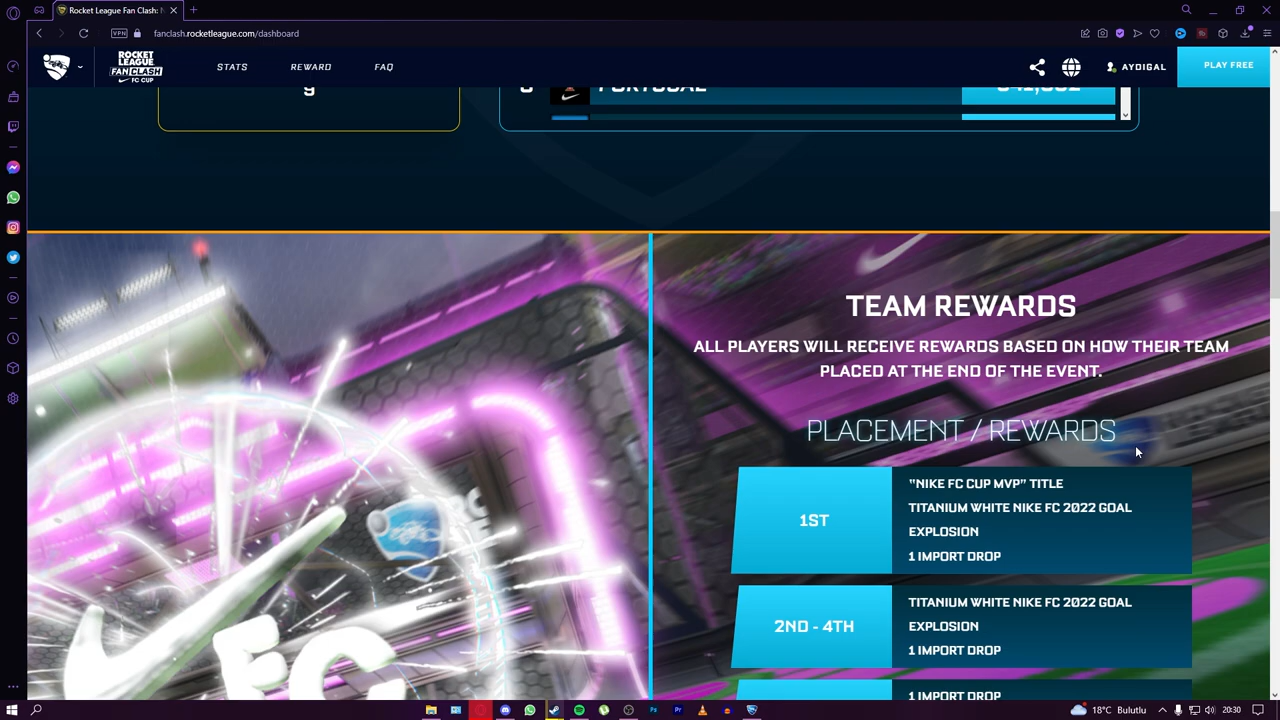 Rocket League Fan Clash: N
VPN
fanclash.rocketleague.com/dashboard
ROCKET
LEAGUE
FAN CLASH
FC CUP
STATS
REWARD
FAQ
AYDIGAL
PLAY FREE
TEAM REWARDS
ALL PLAYERS WILL RECEIVE REWARDS BASED ON HOW THEIR TEAM
PLACED AT THE END OF THE EVENT.
PLACEMENT / REWARDS
1ST
"NIKE FC CUP MVP" TITLE
TITANIUM WHITE NIKE FC 2022 GOAL
EXPLOSION
1 IMPORT DROP
2ND - 4TH
TITANIUM WHITE NIKE FC 2022 GOAL
EXPLOSION
1 IMPORT DROP
1 IMPORT DROP
FC
18°C Bulutlu
20:30